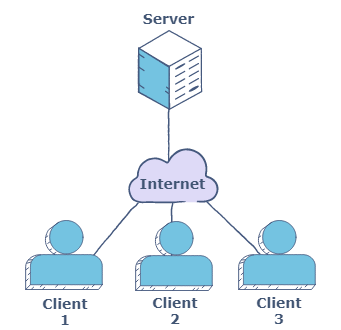 Server
Internet
Client
1
Client
2
Client
3